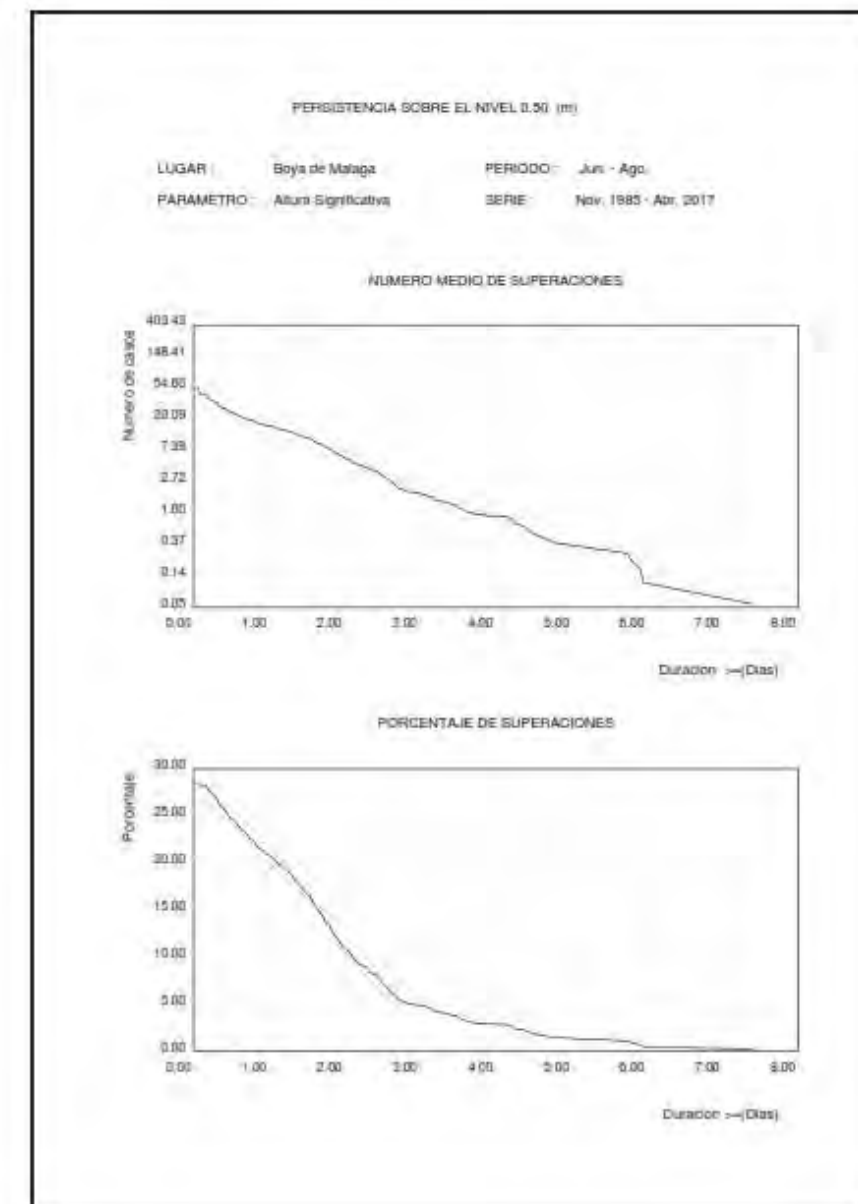 PERSISTENCIA SOBRE EL NIVEL 0.50 (m)
LUGAR : Boya de Malaga PERIODO : Jun. - Ago.
PARAMETRO : Altura Significativa SERIE : Nov. 1985 - Abr. 2017
NUMERO MEDIO DE SUPERACIONES
Numero de casos
403.43
148.41
54.60
20.09
7.39
2.72
1.00
0.37
0.14
0.05
0.00 1.00 2.00 3.00 4.00 5.00 6.00 7.00 8.00
Duracion >=(Dias)
PORCENTAJE DE SUPERACIONES
Porcentaje
30.00
25.00
20.00
15.00
10.00
5.00
0.00
0.00 1.00 2.00 3.00 4.00 5.00 6.00 7.00 8.00
Duracion >=(Dias)